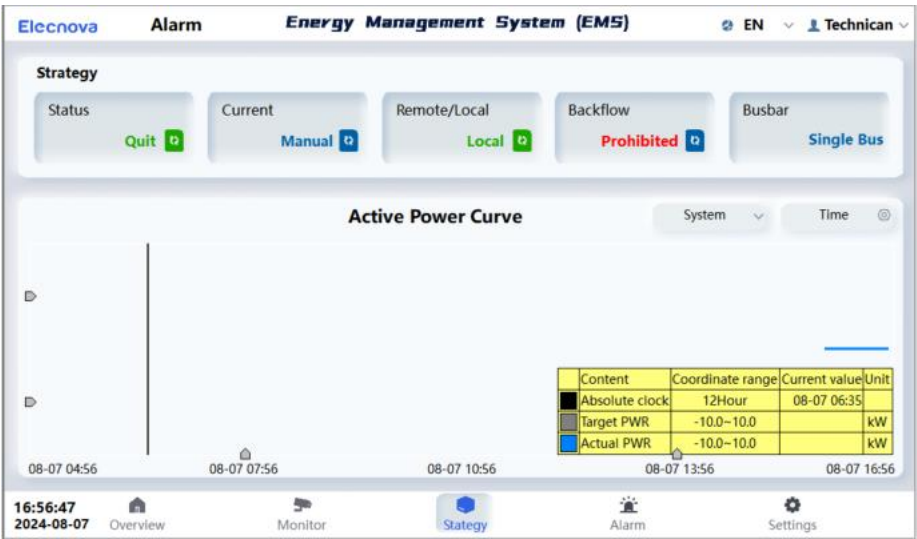 Elecnova Alarm Energy Management System (EMS) EN Technican
Strategy
Status Current Remote/Local Backflow Busbar
Quit Manual Local Prohibited Single Bus
Active Power Curve System Time
Content Coordinate range Current value Unit
Absolute clock 12Hour 08-07 06:35
Target PWR -10.0~10.0 kW
Actual PWR -10.0~10.0 kW
08-07 04:56 08-07 07:56 08-07 10:56 08-07 13:56 08-07 16:56
16:56:47
2024-08-07 Overview Monitor Stategy Alarm Settings